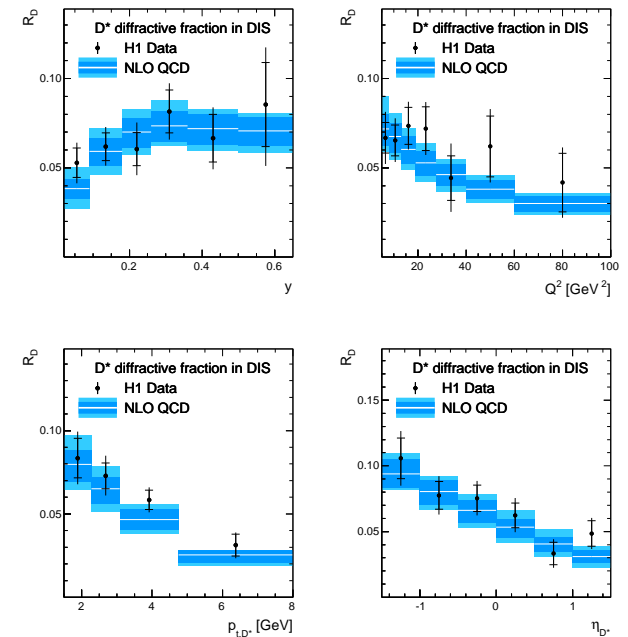 R_D
D* diffractive fraction in DIS
H1 Data
NLO QCD
0.10
0.05
0.2 0.4 0.6
y
R_D
D* diffractive fraction in DIS
H1 Data
NLO QCD
0.10
0.05
20 40 60 80 100
Q² [GeV²]
R_D
D* diffractive fraction in DIS
H1 Data
NLO QCD
0.10
0.05
2 4 6 8
p_t,D* [GeV]
R_D
D* diffractive fraction in DIS
H1 Data
NLO QCD
0.15
0.10
0.05
-1 0 1
η_D*